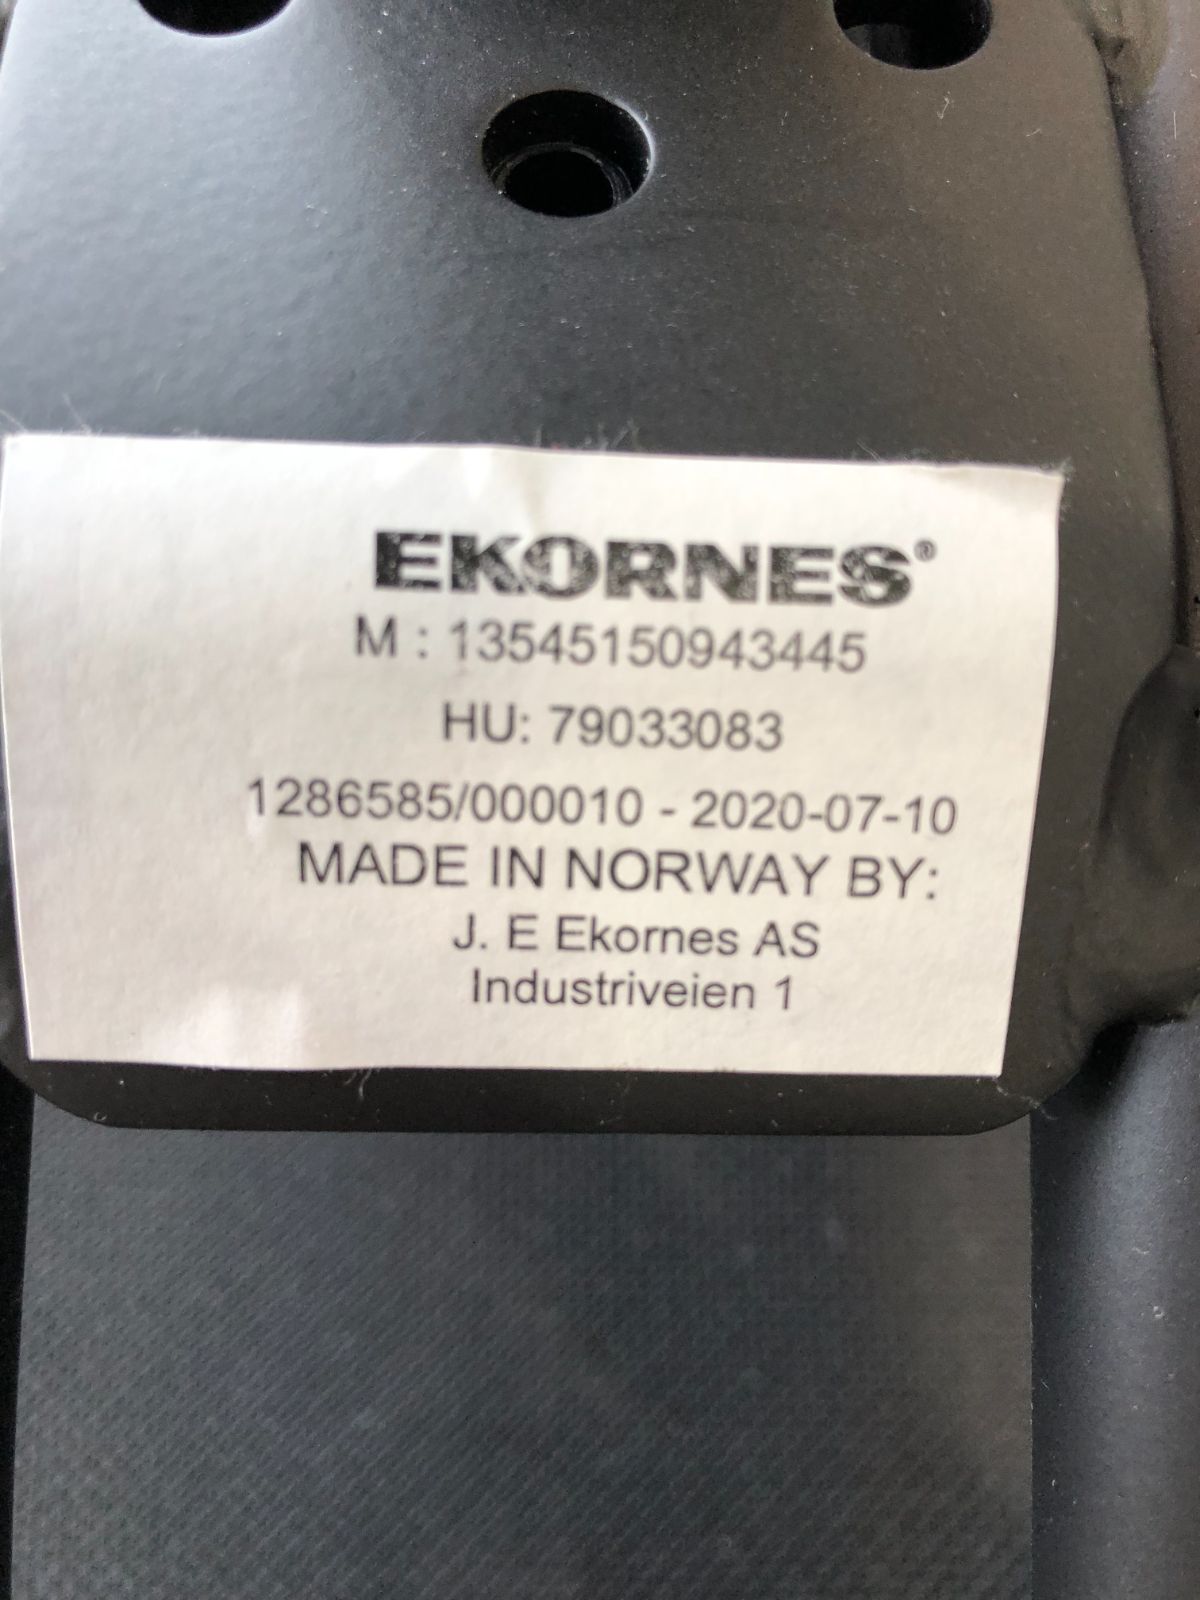 EKORNES®
M : 13545150943445
HU: 79033083
1286585/000010 - 2020-07-10
MADE IN NORWAY BY:
J. E Ekornes AS
Industriveien 1